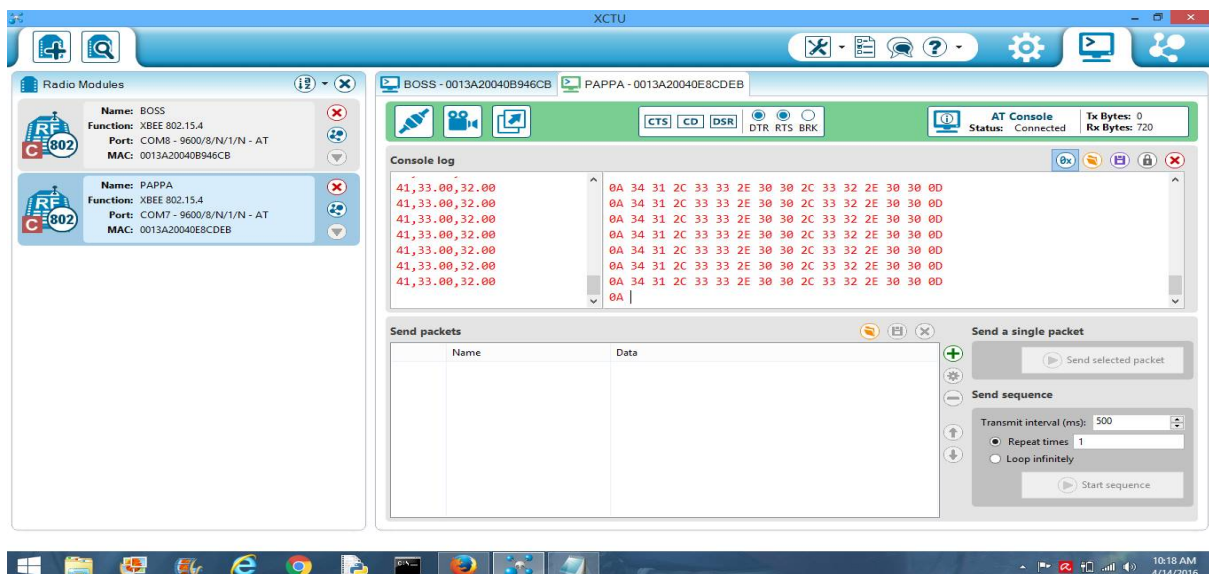 XCTU
Radio Modules
Name: BOSS
Function: XBEE 802.15.4
Port: COM8 - 9600/8/N/1/N - AT
MAC: 0013A20040B946CB
RF
C 802
Name: PAPPA
Function: XBEE 802.15.4
Port: COM7 - 9600/8/N/1/N - AT
MAC: 0013A20040E8CDEB
RF
C 802
BOSS - 0013A20040B946CB
PAPPA - 0013A20040E8CDEB
CTS CD DSR DTR RTS BRK
AT Console
Status: Connected
Tx Bytes: 0
Rx Bytes: 720
Console log
0x
41,33.00,32.00 0A 34 31 2C 33 33 2E 30 30 2C 33 32 2E 30 30 0D
41,33.00,32.00 0A 34 31 2C 33 33 2E 30 30 2C 33 32 2E 30 30 0D
41,33.00,32.00 0A 34 31 2C 33 33 2E 30 30 2C 33 32 2E 30 30 0D
41,33.00,32.00 0A 34 31 2C 33 33 2E 30 30 2C 33 32 2E 30 30 0D
41,33.00,32.00 0A 34 31 2C 33 33 2E 30 30 2C 33 32 2E 30 30 0D
41,33.00,32.00 0A 34 31 2C 33 33 2E 30 30 2C 33 32 2E 30 30 0D
41,33.00,32.00 0A 34 31 2C 33 33 2E 30 30 2C 33 32 2E 30 30 0D
0A
Send packets
Name Data
Send a single packet
Send selected packet
Send sequence
Transmit interval (ms): 500
Repeat times 1
Loop infinitely
Start sequence
10:18 AM
4/14/2016